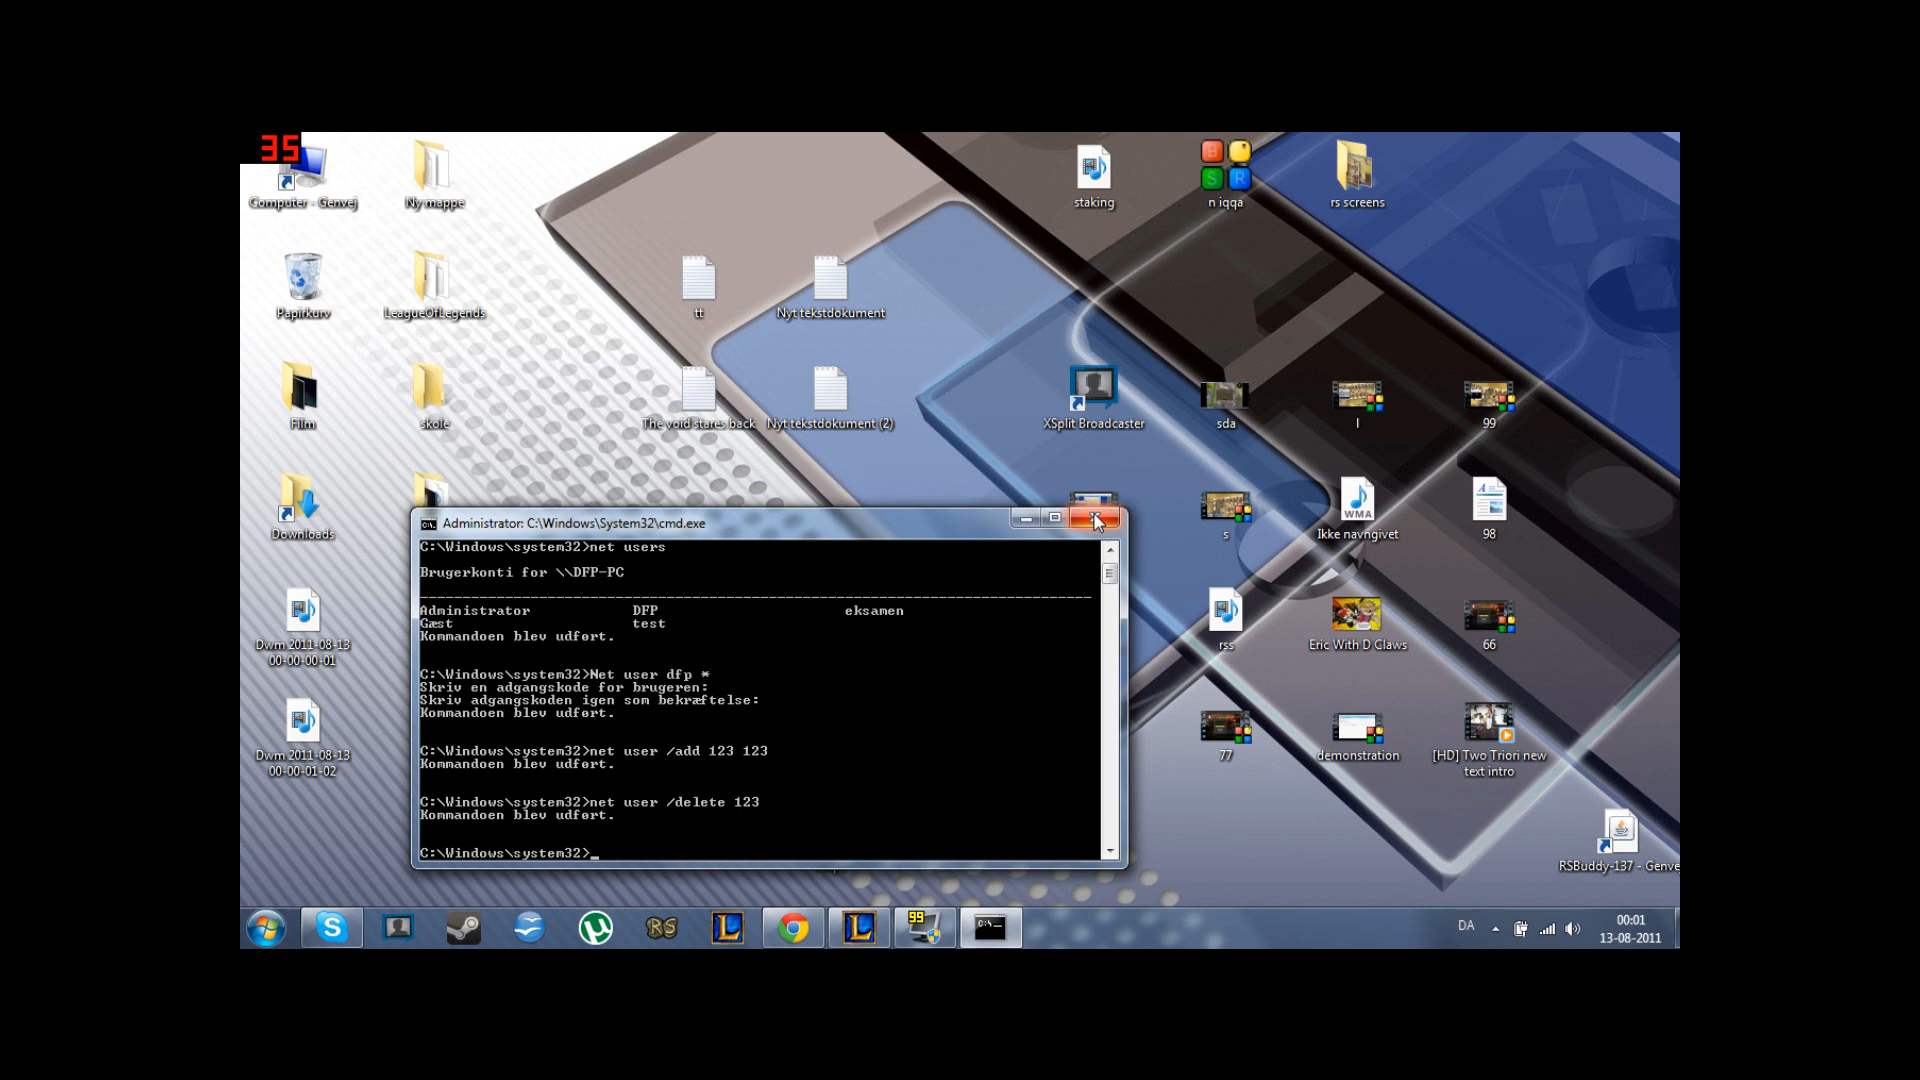 35
Computer - Genvej
Ny mappe
staking
n iqqa
rs screens
Papirkurv
LeagueOfLegends
tt
Nyt tekstdokument
Film
skole
The void stares back
Nyt tekstdokument (2)
XSplit Broadcaster
sda
l
99
Downloads
s
WMA
Ikke navngivet
98
Administrator: C:\Windows\System32\cmd.exe
C:\Windows\system32>net users
Brugerkonti for \\DFP-PC
Administrator DFP eksamen
Gæst test
Kommandoen blev udført.
C:\Windows\system32>Net user dfp *
Skriv en adgangskode for brugeren:
Skriv adgangskoden igen som bekræftelse:
Kommandoen blev udført.
C:\Windows\system32>net user /add 123 123
Kommandoen blev udført.
C:\Windows\system32>net user /delete 123
Kommandoen blev udført.
C:\Windows\system32>_
Dwm 2011-08-13
00-00-00-01
rss
Eric With D Claws
66
Dwm 2011-08-13
00-00-01-02
77
demonstration
[HD] Two Triori new
text intro
RSBuddy-137 - Genve
RS
99
DA
00:01
13-08-2011